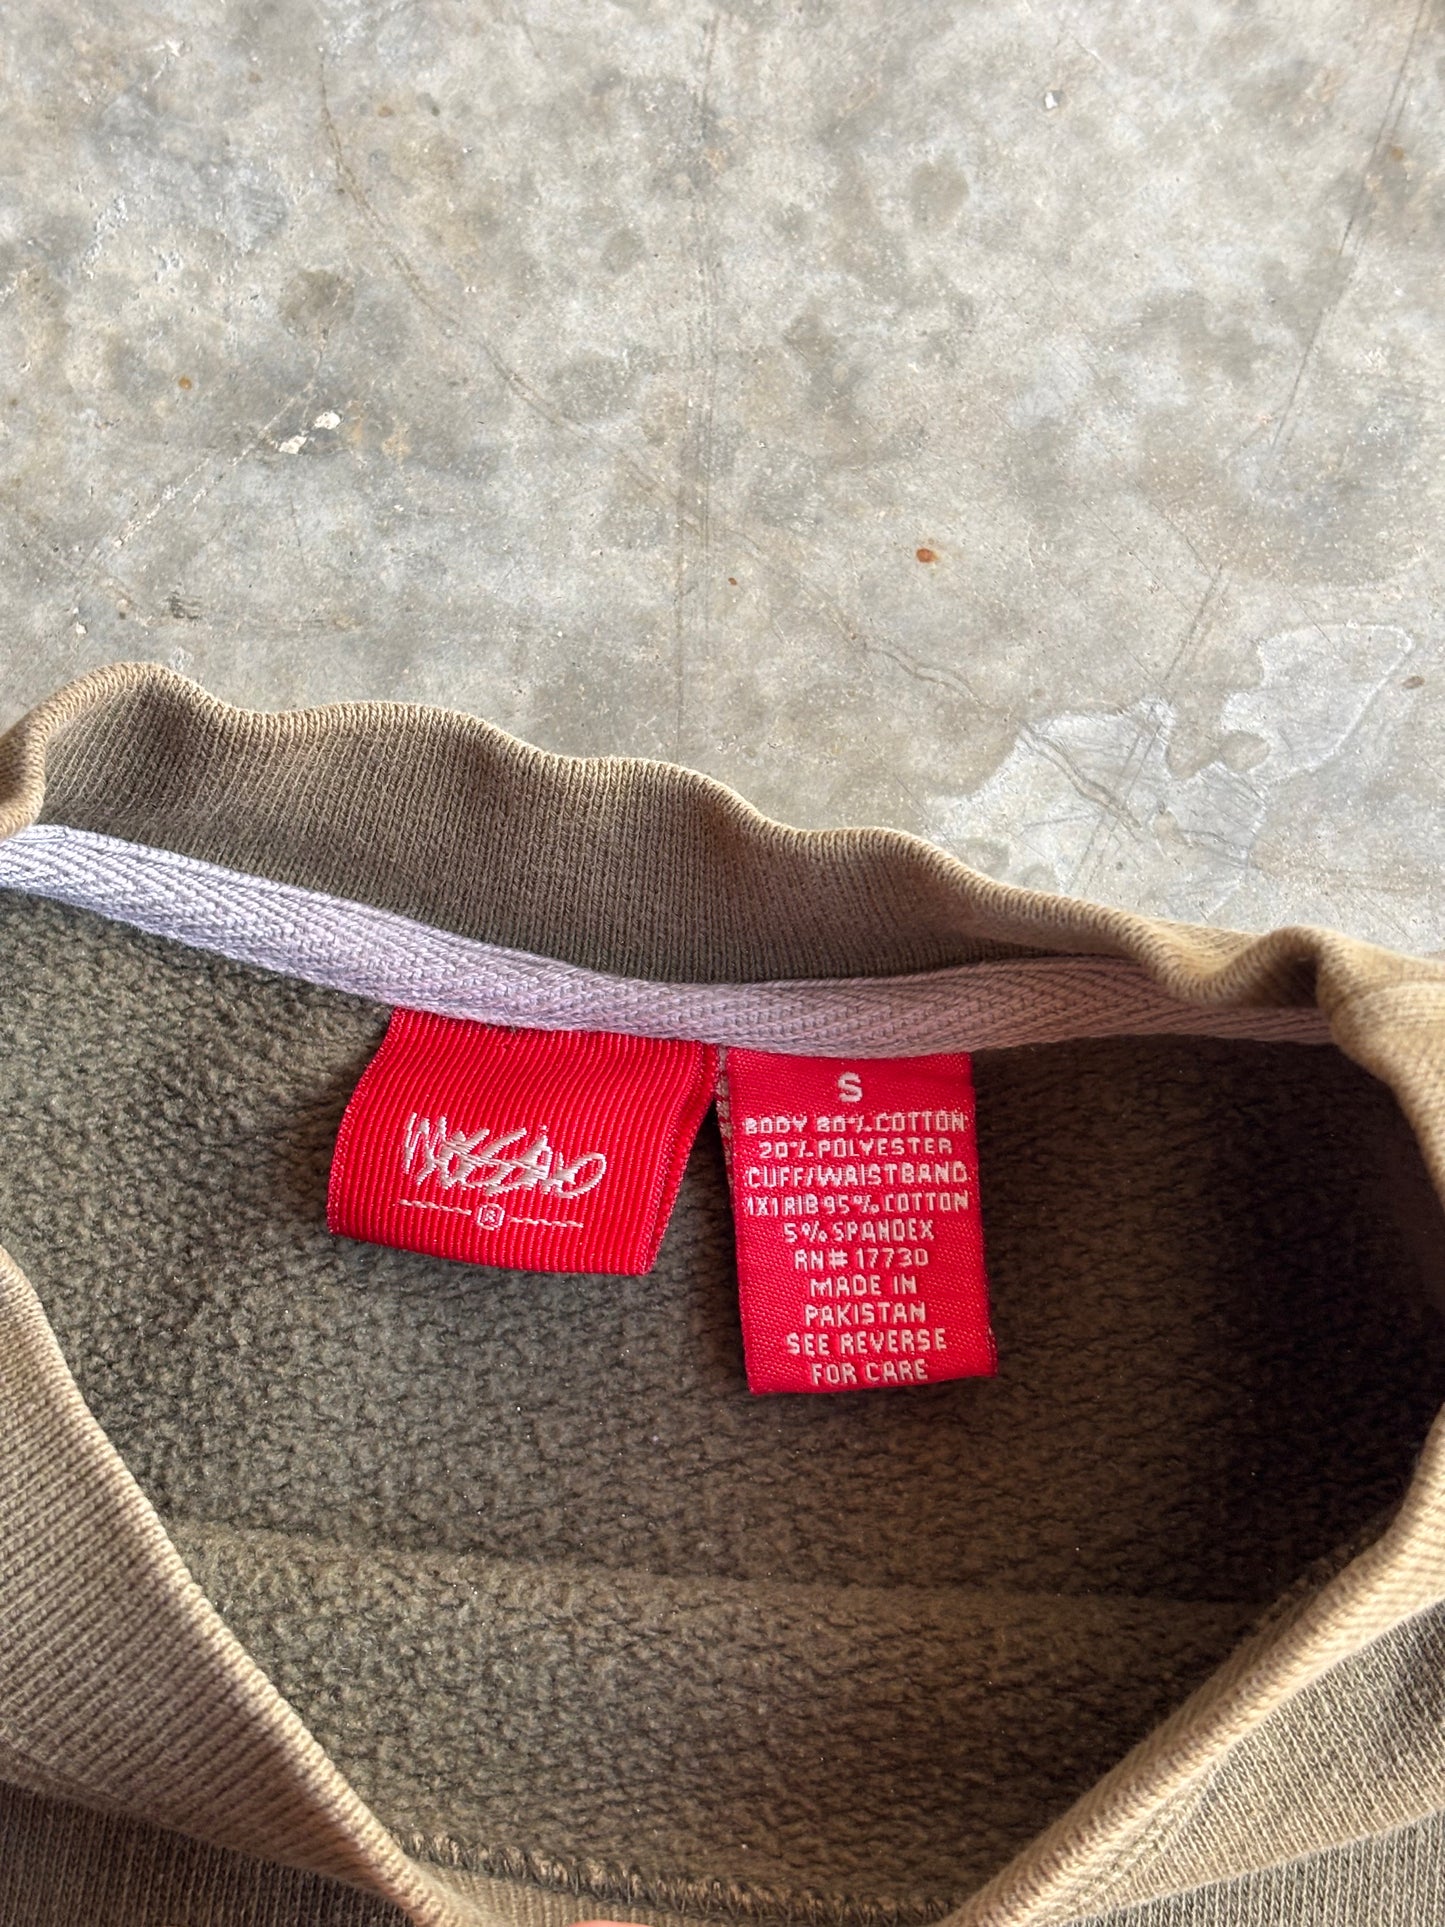 MOSSIMO
®
S
BODY 80% COTTON
20% POLYESTER
CUFF/WAISTBAND
1X1 RIB 95% COTTON
5% SPANDEX
RN# 17730
MADE IN
PAKISTAN
SEE REVERSE
FOR CARE